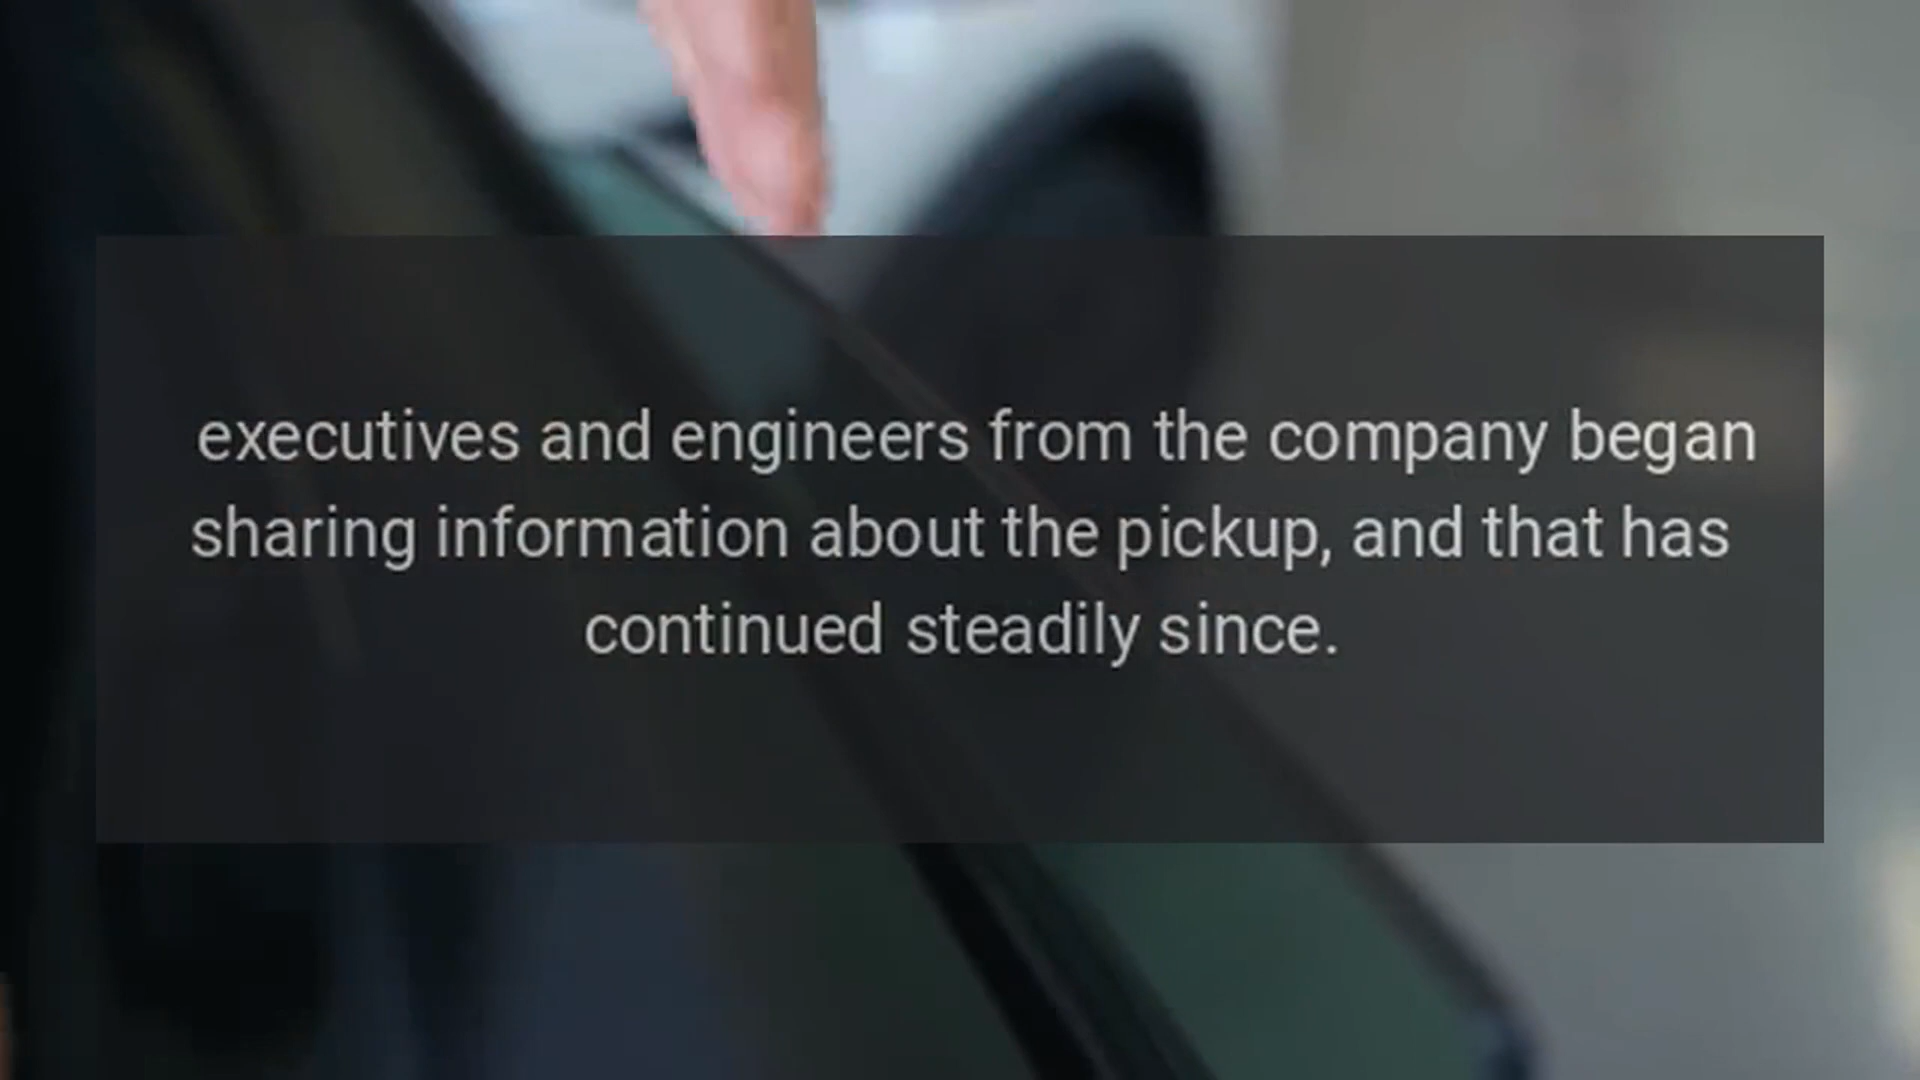 executives and engineers from the company began
sharing information about the pickup, and that has
continued steadily since.